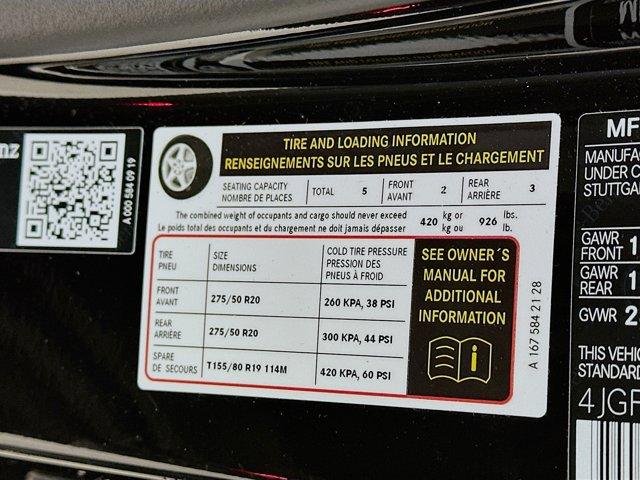 nz
A 000 584 09 19
TIRE AND LOADING INFORMATION
RENSEIGNEMENTS SUR LES PNEUS ET LE CHARGEMENT
SEATING CAPACITY
NOMBRE DE PLACES
TOTAL 5
FRONT
AVANT
2
REAR
ARRIÈRE
3
The combined weight of occupants and cargo should never exceed
Le poids total des occupants et du chargement ne doit jamais dépasser
420 kg or
kg ou
926 lbs.
lb.
TIRE
PNEU
SIZE
DIMENSIONS
COLD TIRE PRESSURE
PRESSION DES
PNEUS À FROID
FRONT
AVANT
275/50 R20
260 KPA, 38 PSI
REAR
ARRIÈRE
275/50 R20
300 KPA, 44 PSI
SPARE
DE SECOURS
T155/80 R19 114M
420 KPA, 60 PSI
SEE OWNER´S
MANUAL FOR
ADDITIONAL
INFORMATION
i
A 167 584 21 28
MF
MANUFA
UNDER C
STUTTGA
GAWR
FRONT 1
GAWR
REAR 1
GVWR 2
THIS VEHIC
STANDARD
4JGF